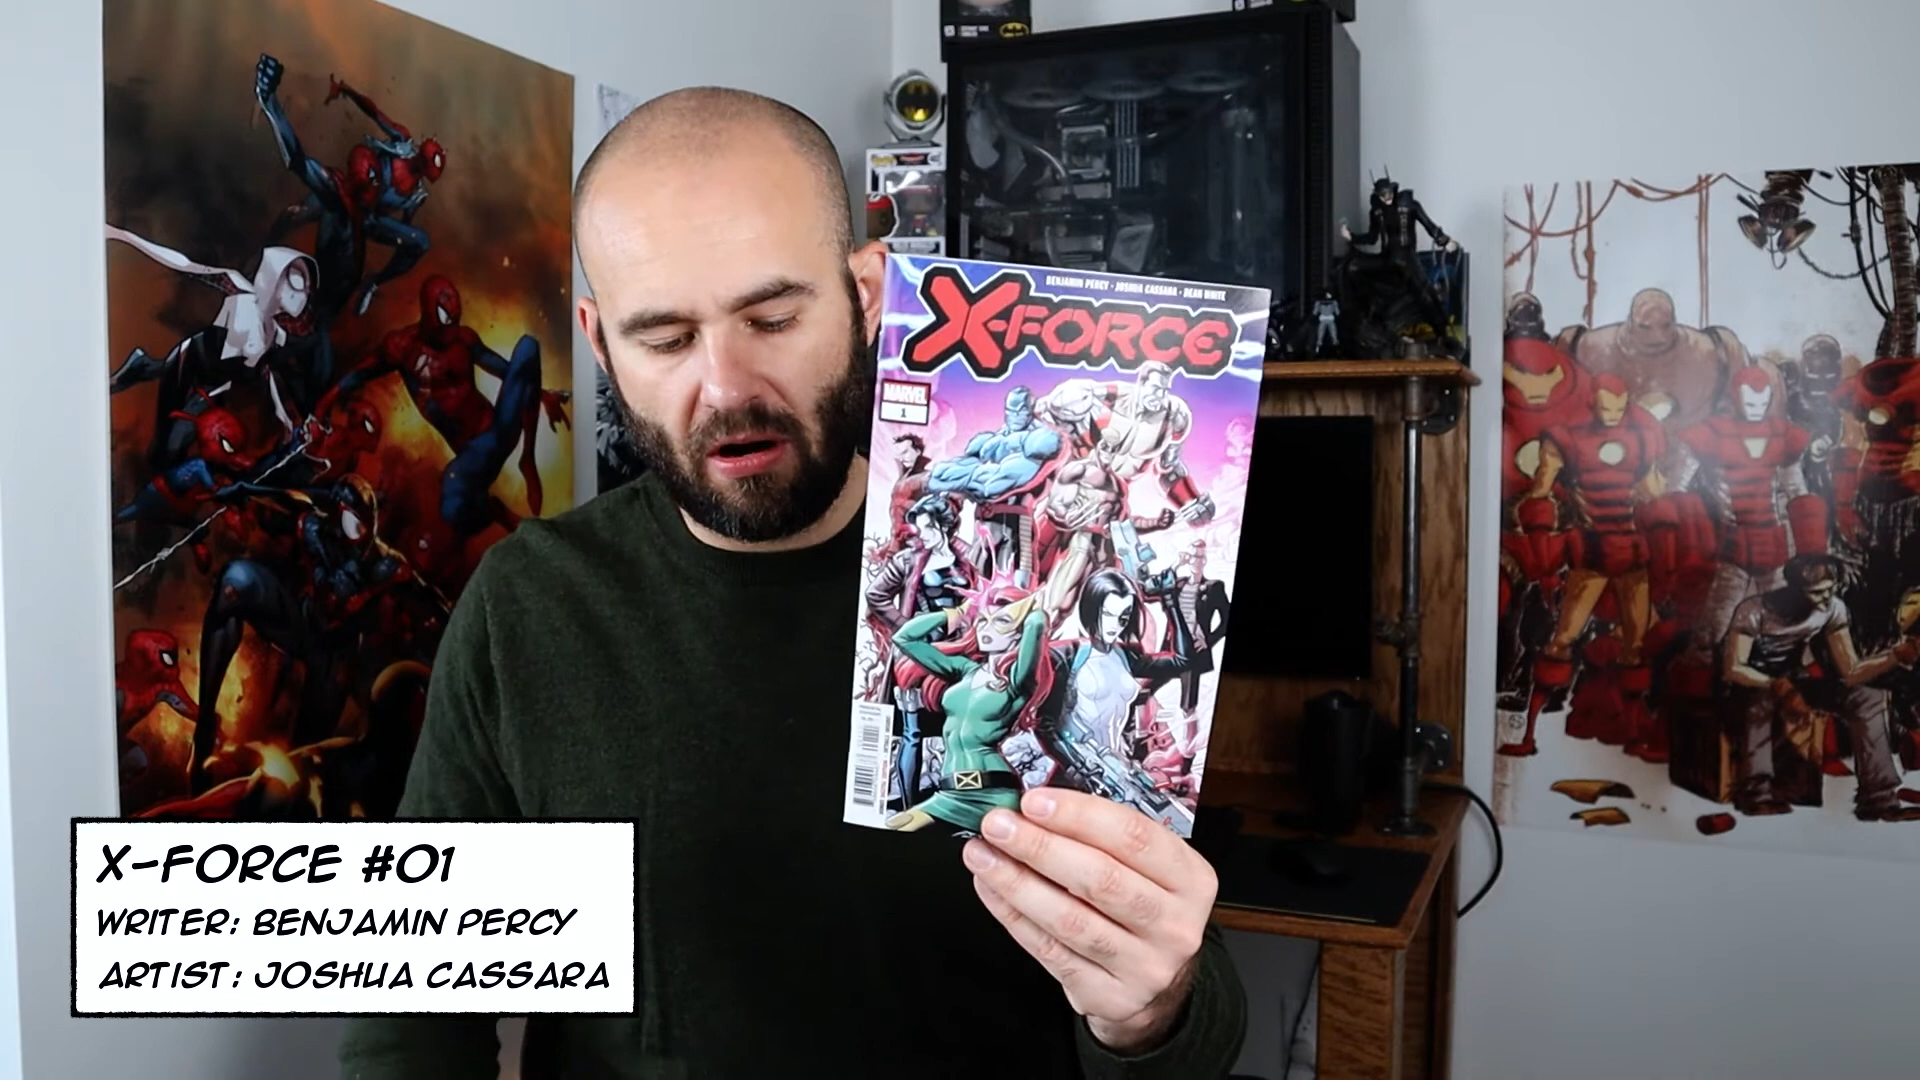 BENJAMIN PERCY · JOSHUA CASSARA · DEAN WHITE
X-FORCE
MARVEL
1
X-FORCE #01
WRITER: BENJAMIN PERCY
ARTIST: JOSHUA CASSARA